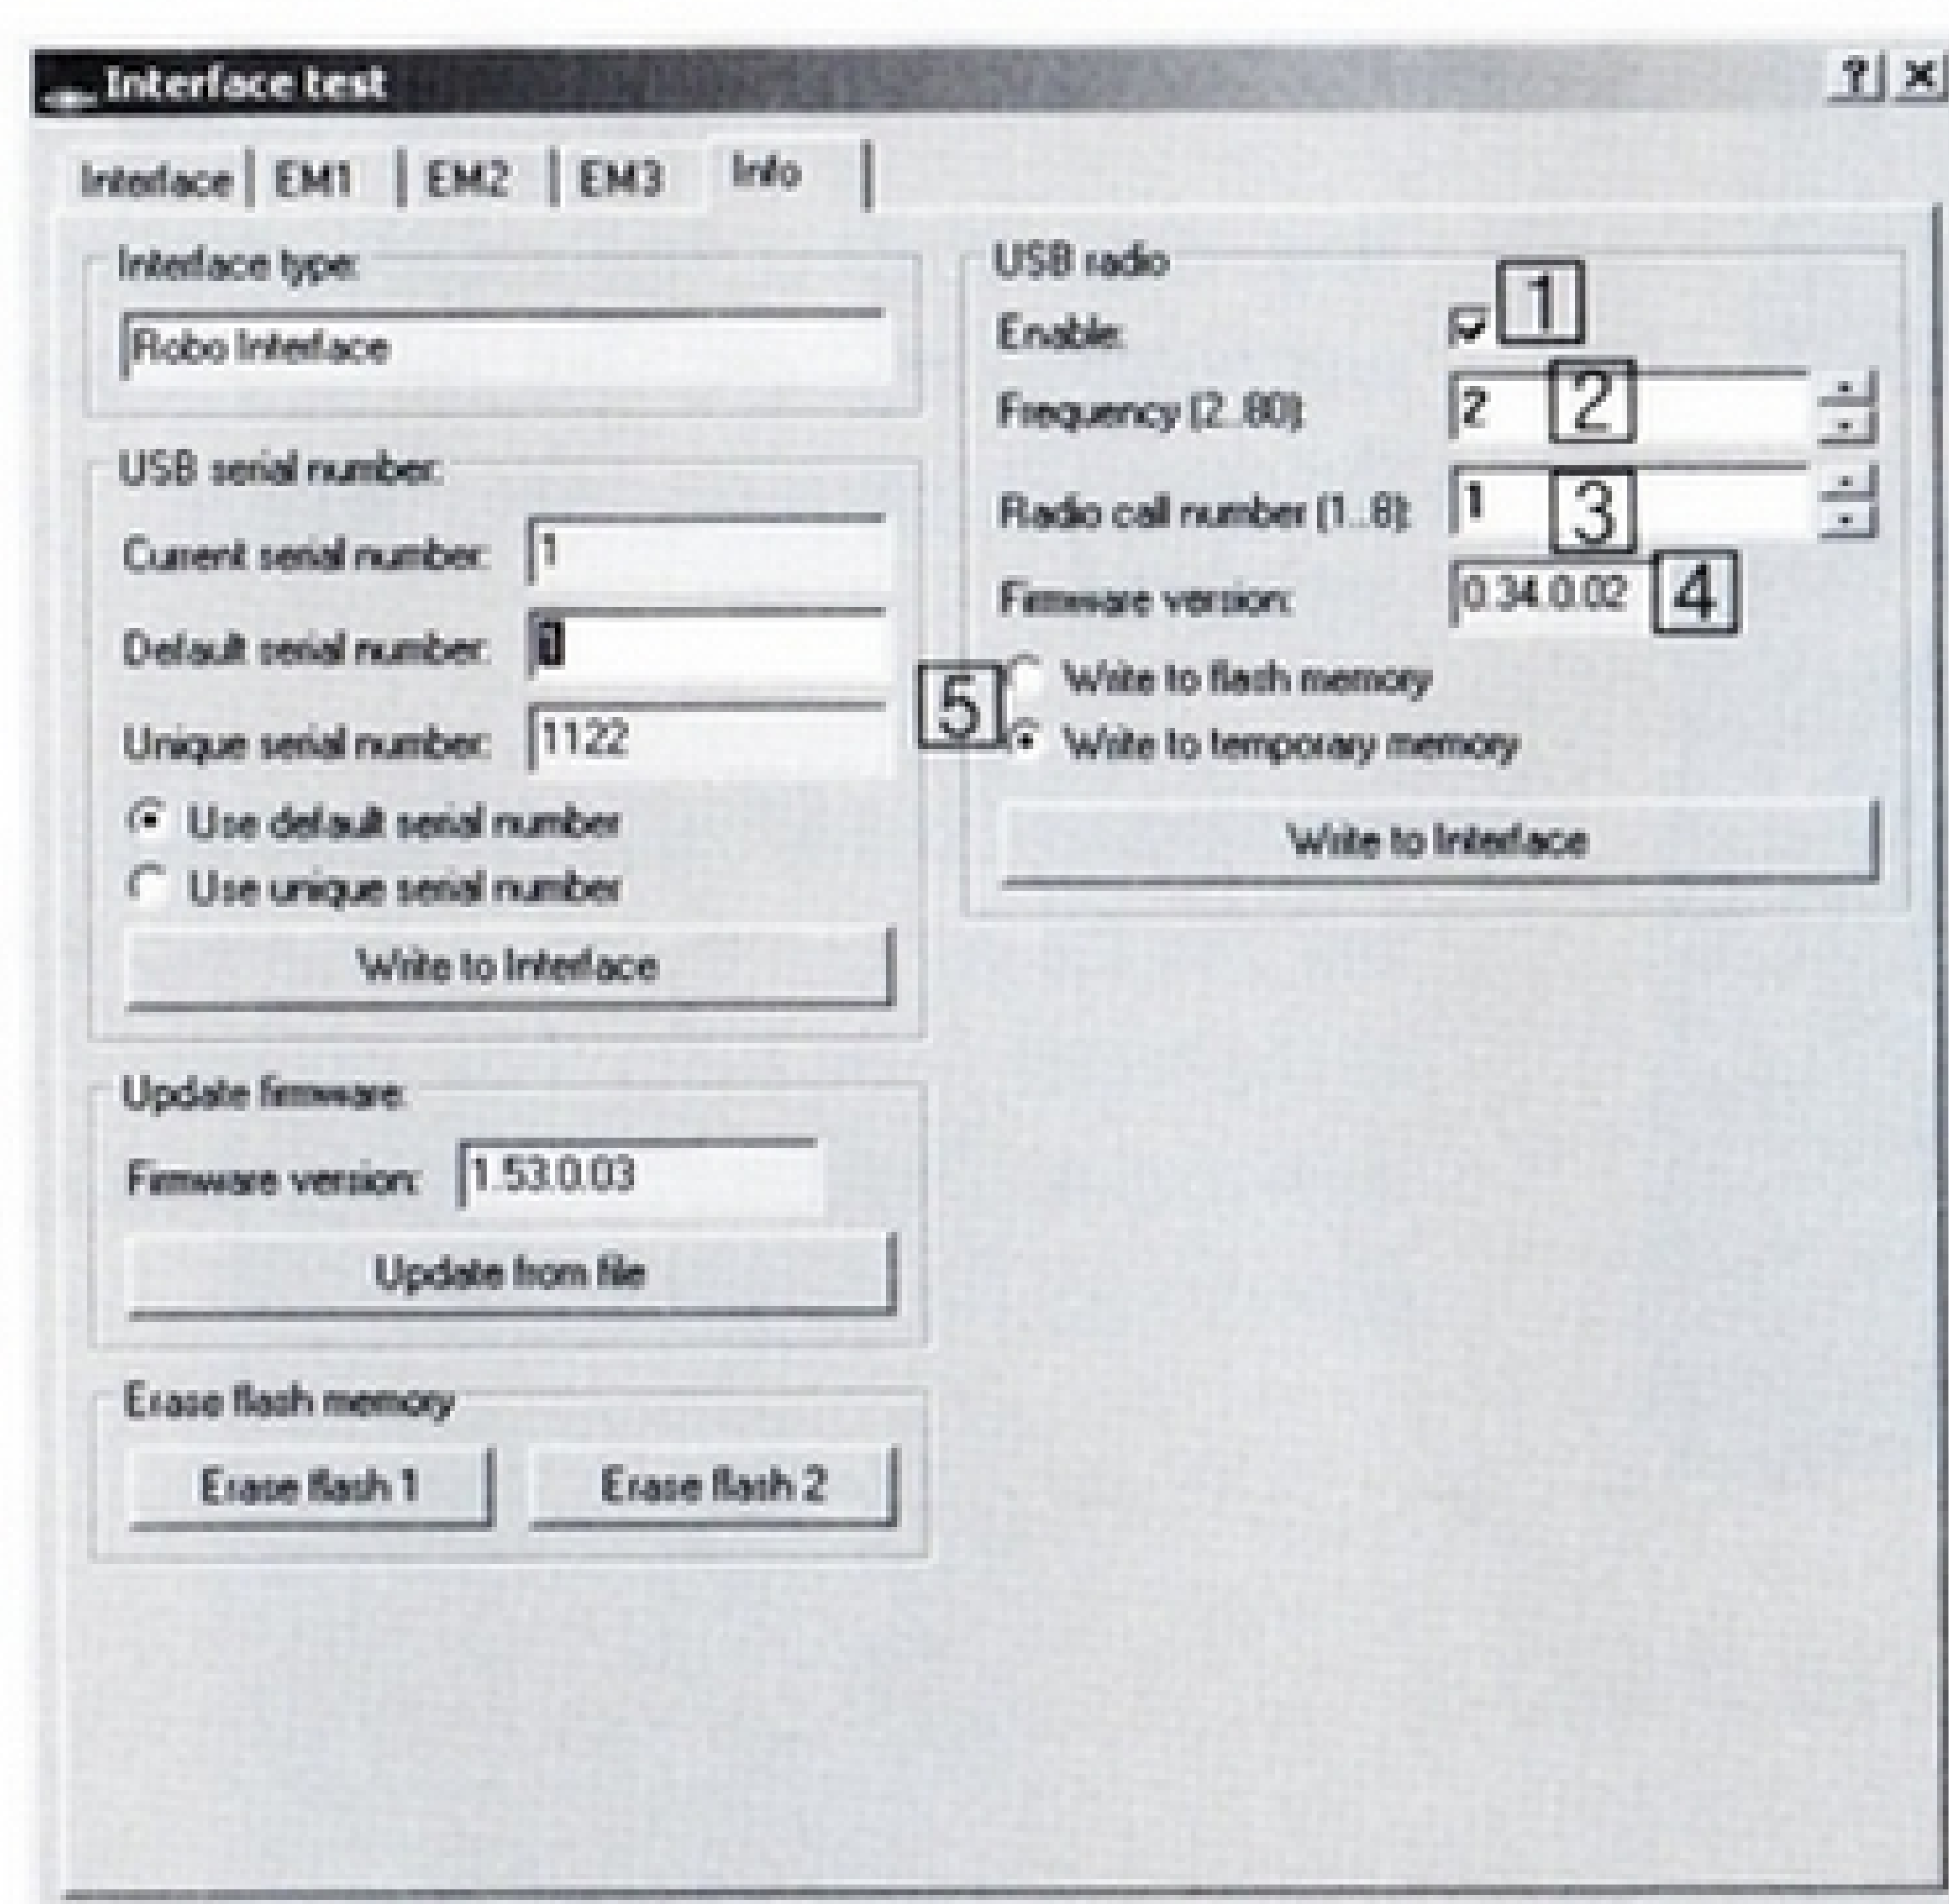 Interface test
Interface EM1 EM2 EM3 Info
Interface type:
Robo Interface
USB serial number:
Current serial number: 1
Default serial number: 1
Unique serial number: 1122
Use default serial number
Use unique serial number
Write to Interface
Update firmware:
Firmware version: 1.53.0.03
Update from file
Erase flash memory
Erase flash 1 Erase flash 2
USB radio
Enable: 1
Frequency (2..80): 2 2
Radio call number (1..8): 1 3
Firmware version: 0.34.0.02 4
5
Write to flash memory
Write to temporary memory
Write to Interface